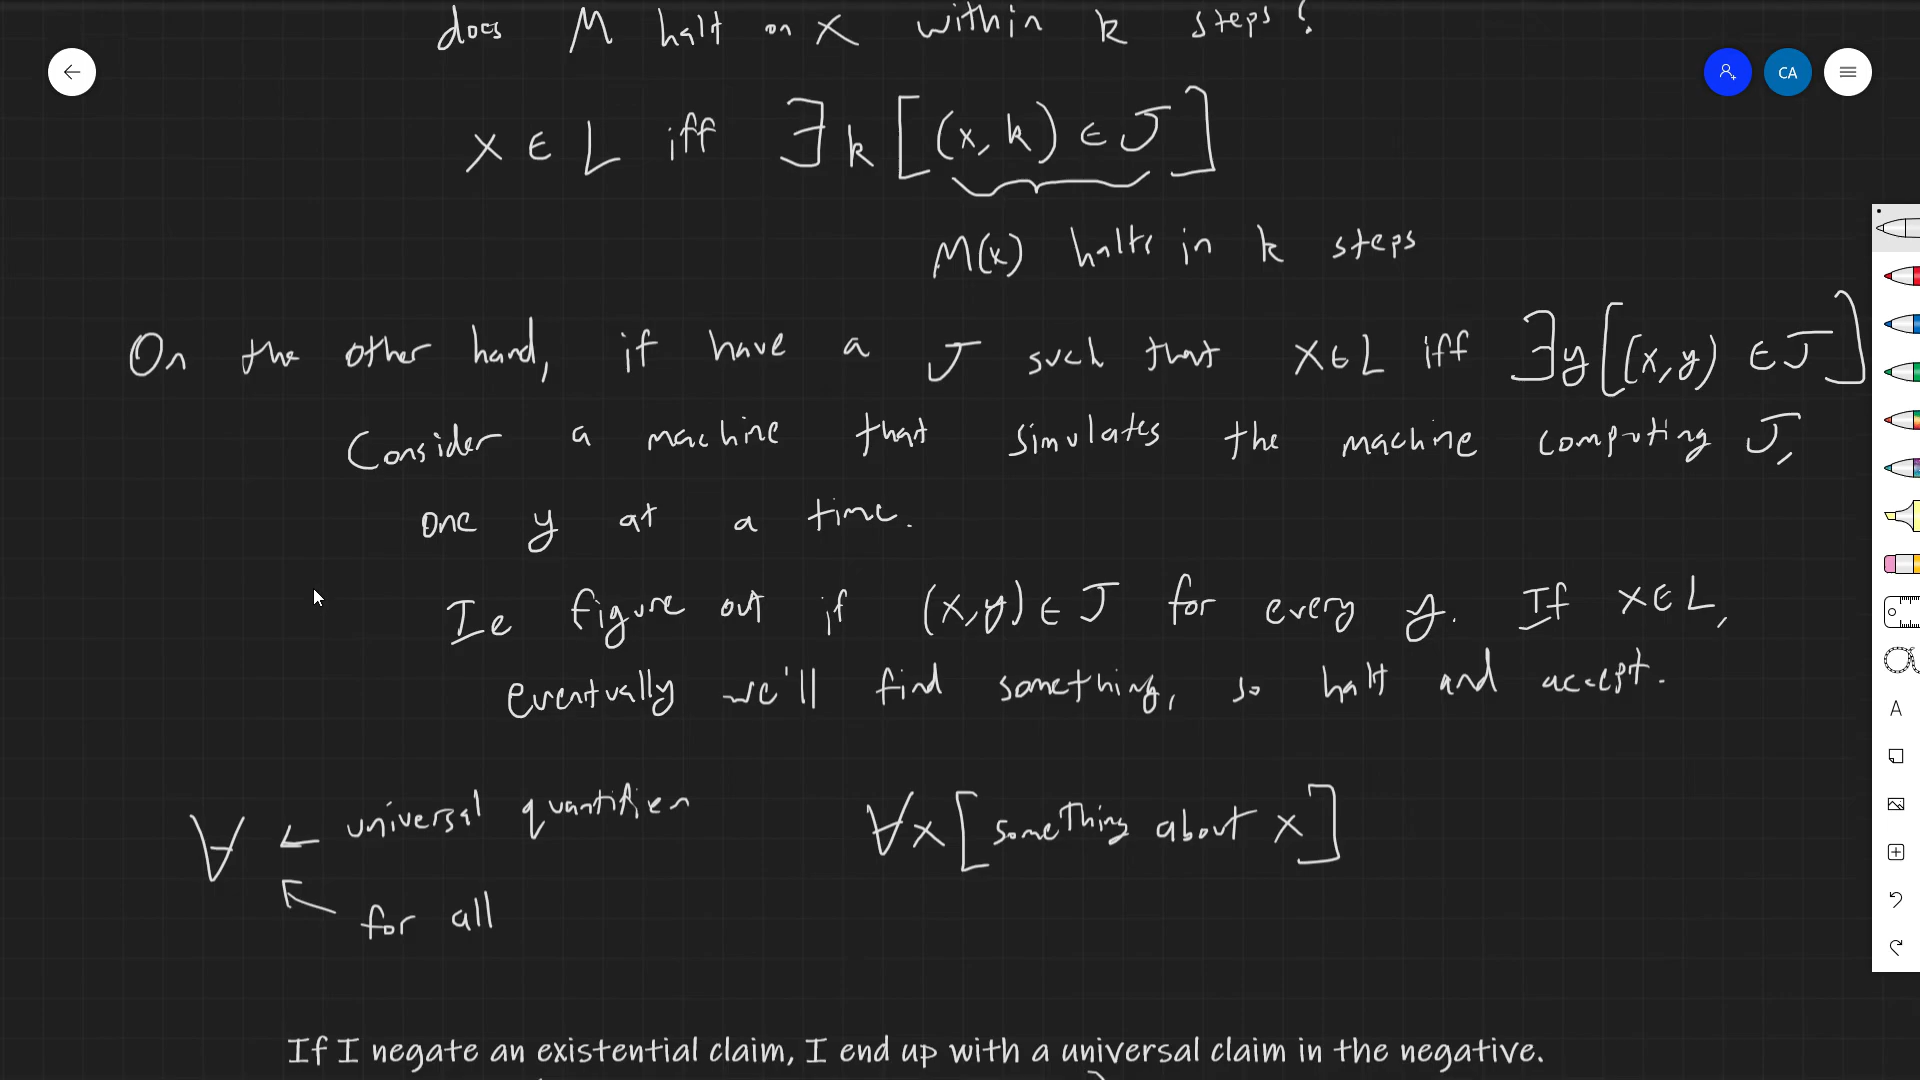 does M halt on X within k steps?
CA
x ∈ L iff ∃k[(x, k) ∈ J]
M(x) halts in k steps
On the other hand, if have a J such that x∈L iff ∃y[(x,y) ∈ J]
Consider a machine that simulates the machine computing J,
one y at a time.
Ie figure out if (x,y) ∈ J for every y. If x∈L,
eventually we'll find something, so halt and accept.
A
∀ ← universal quantifier ∀x[something about x]
for all
If I negate an existential claim, I end up with a universal claim in the negative.